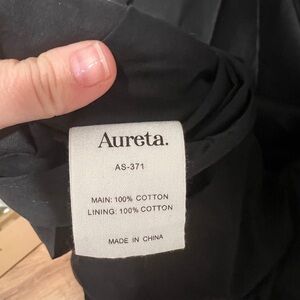 Aureta.
AS-371
MAIN: 100% COTTON
LINING: 100% COTTON
MADE IN CHINA